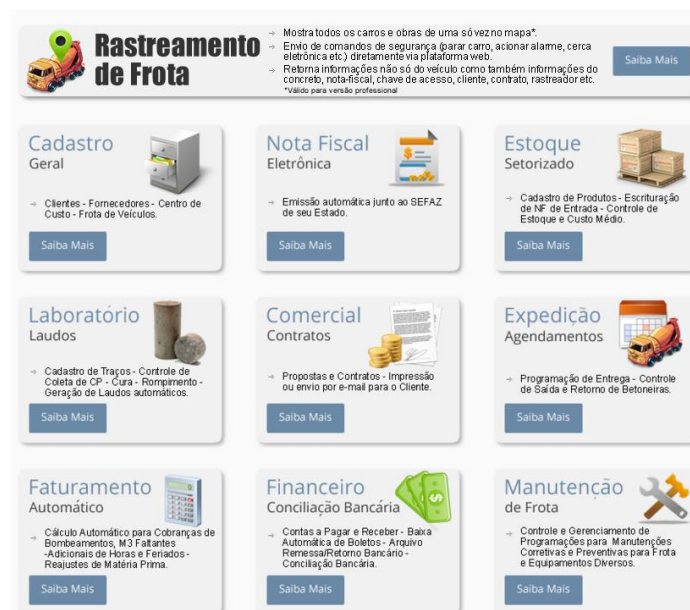 Rastreamento
de Frota
→ Mostra todos os carros e obras de uma só vez no mapa*.
→ Envio de comandos de segurança (parar carro, acionar alarme, cerca
eletrônica etc.) diretamente via plataforma web.
→ Retorna informações não só do veículo como também informações do
concreto, nota-fiscal, chave de acesso, cliente, contrato, rastreador etc.
*Válido para versão professional
Saiba Mais
Cadastro
Geral
→ Clientes - Fornecedores - Centro de
Custo - Frota de Veículos.
Saiba Mais
Nota Fiscal
Eletrônica
→ Emissão automática junto ao SEFAZ
de seu Estado.
Saiba Mais
Estoque
Setorizado
→ Cadastro de Produtos - Escrituração
de NF de Entrada - Controle de
Estoque e Custo Médio.
Saiba Mais
Laboratório
Laudos
→ Cadastro de Traços - Controle de
Coleta de CP - Cura - Rompimento -
Geração de Laudos automáticos.
Saiba Mais
Comercial
Contratos
→ Propostas e Contratos - Impressão
ou envio por e-mail para o Cliente.
Saiba Mais
Expedição
Agendamentos
→ Programação de Entrega - Controle
de Saída e Retorno de Betoneiras.
Saiba Mais
Faturamento
Automático
→ Cálculo Automático para Cobranças de
Bombeamentos, M3 Faltantes
-Adicionais de Horas e Feriados -
Reajustes de Matéria Prima.
Saiba Mais
Financeiro
Conciliação Bancária
→ Contas a Pagar e Receber - Baixa
Automática de Boletos - Arquivo
Remessa/Retorno Bancário -
Conciliação Bancária.
Saiba Mais
Manutenção
de Frota
→ Controle e Gerenciamento de
Programações para Manutenções
Corretivas e Preventivas para Frota
e Equipamentos Diversos.
Saiba Mais